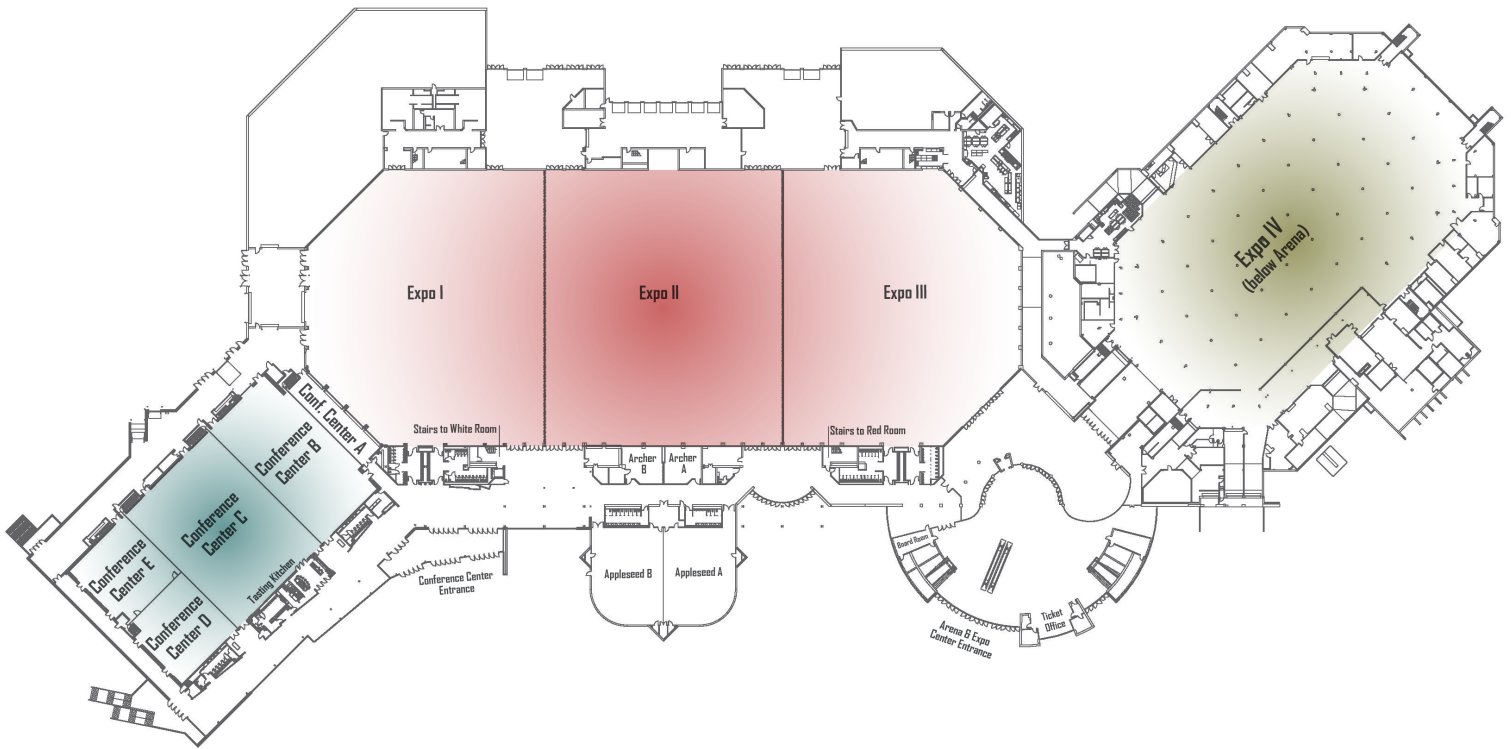 Expo I
Expo II
Expo III
Expo IV
(below Arena)
Stairs to White Room
Stairs to Red Room
Archer
B
Archer
A
Conf. Center A
Conference
Center B
Conference
Center C
Conference
Center E
Conference
Center D
Tasting Kitchen
Conference Center
Entrance
Appleseed B
Appleseed A
Board Room
Ticket
Office
Arena & Expo
Center Entrance